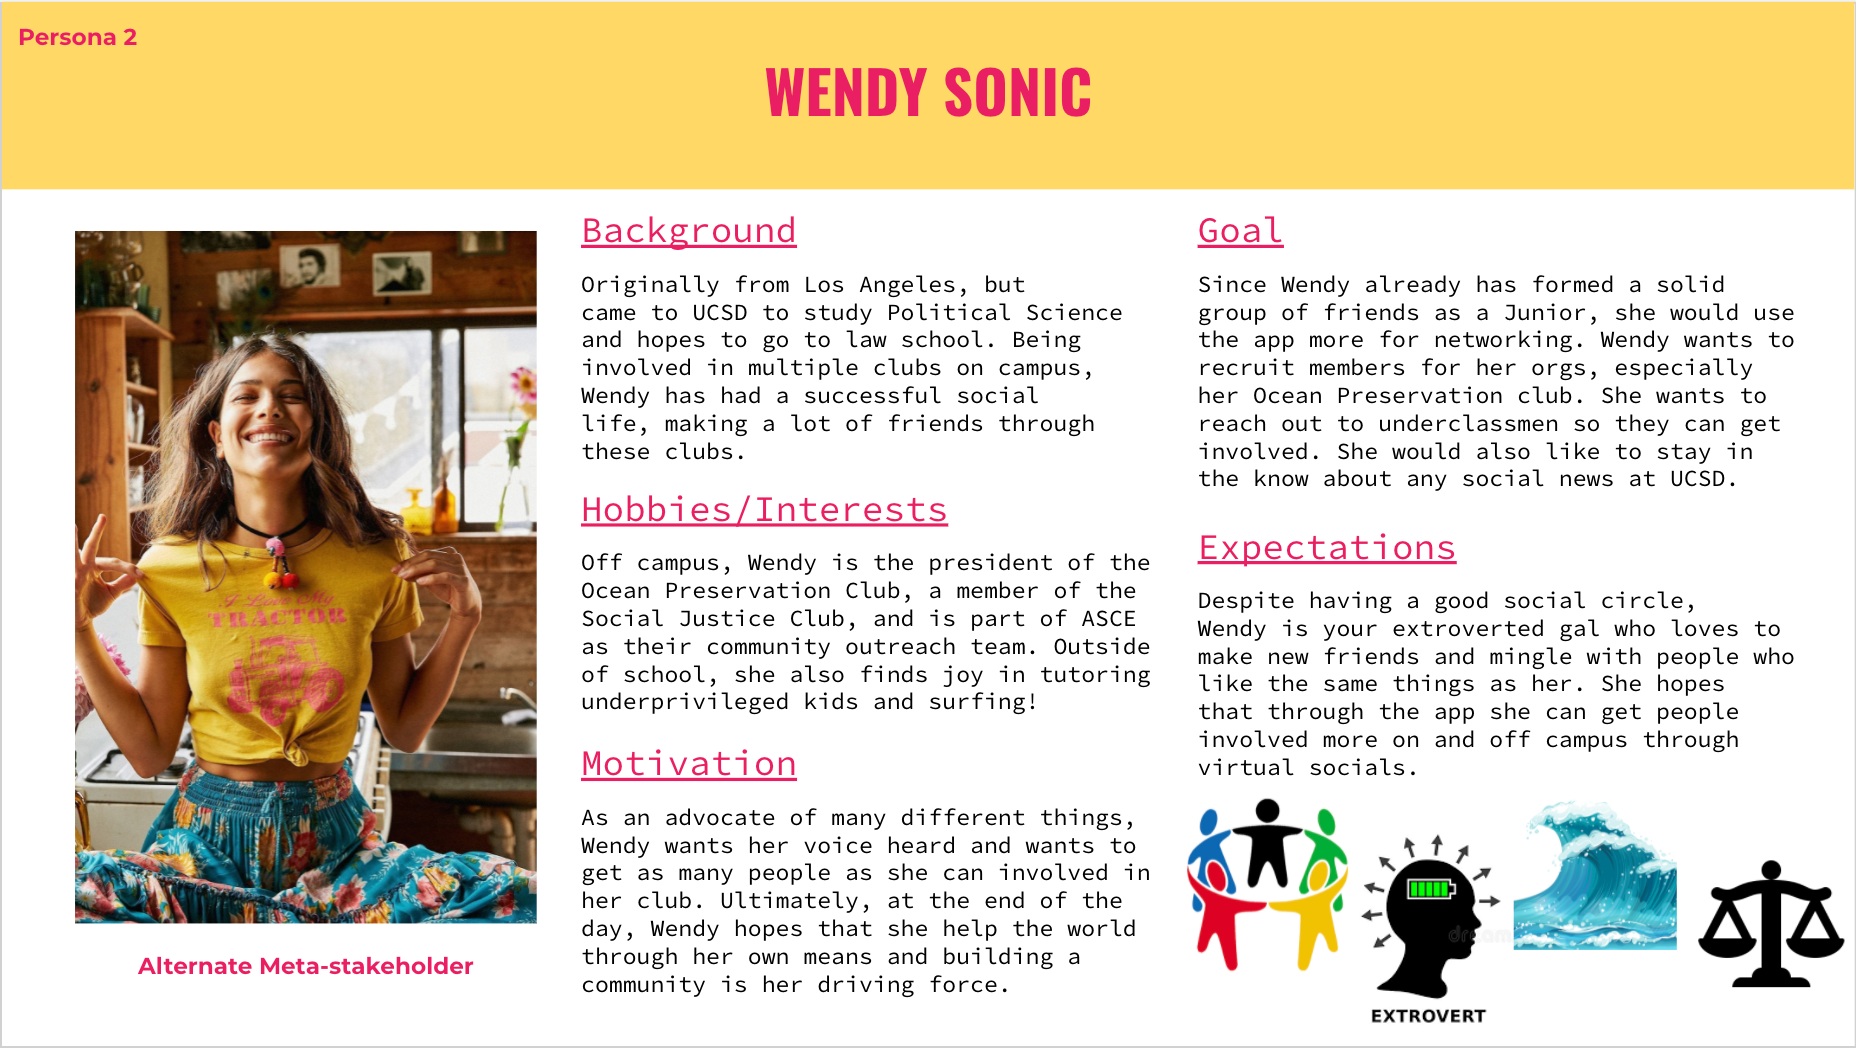 Persona 2
WENDY SONIC
I Love My
TRACTOR
Alternate Meta-stakeholder
Background
Originally from Los Angeles, but
came to UCSD to study Political Science
and hopes to go to law school. Being
involved in multiple clubs on campus,
Wendy has had a successful social
life, making a lot of friends through
these clubs.
Hobbies/Interests
Off campus, Wendy is the president of the
Ocean Preservation Club, a member of the
Social Justice Club, and is part of ASCE
as their community outreach team. Outside
of school, she also finds joy in tutoring
underprivileged kids and surfing!
Motivation
As an advocate of many different things,
Wendy wants her voice heard and wants to
get as many people as she can involved in
her club. Ultimately, at the end of the
day, Wendy hopes that she help the world
through her own means and building a
community is her driving force.
Goal
Since Wendy already has formed a solid
group of friends as a Junior, she would use
the app more for networking. Wendy wants to
recruit members for her orgs, especially
her Ocean Preservation club. She wants to
reach out to underclassmen so they can get
involved. She would also like to stay in
the know about any social news at UCSD.
Expectations
Despite having a good social circle,
Wendy is your extroverted gal who loves to
make new friends and mingle with people who
like the same things as her. She hopes
that through the app she can get people
involved more on and off campus through
virtual socials.
EXTROVERT